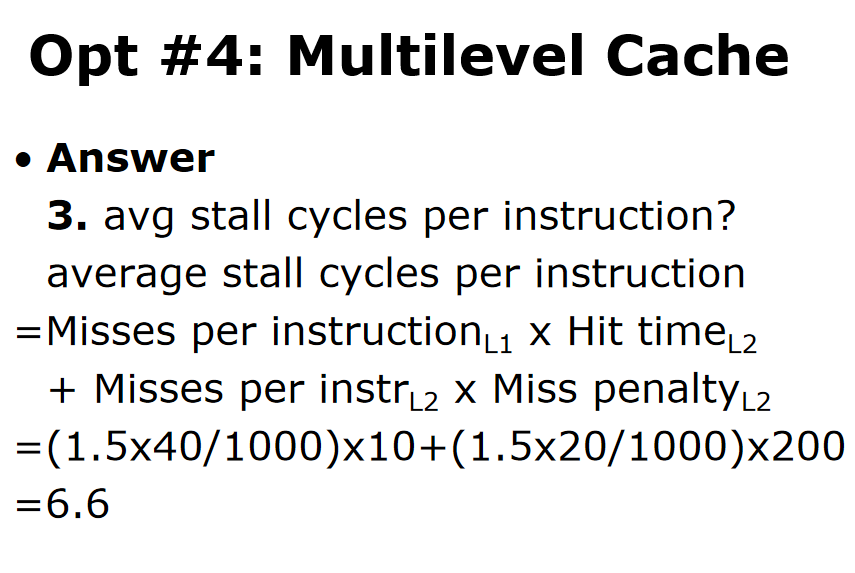 Opt #4: Multilevel Cache
• Answer
3. avg stall cycles per instruction?
average stall cycles per instruction
=Misses per instructionL1 x Hit timeL2
+ Misses per instrL2 x Miss penaltyL2
=(1.5x40/1000)x10+(1.5x20/1000)x200
=6.6